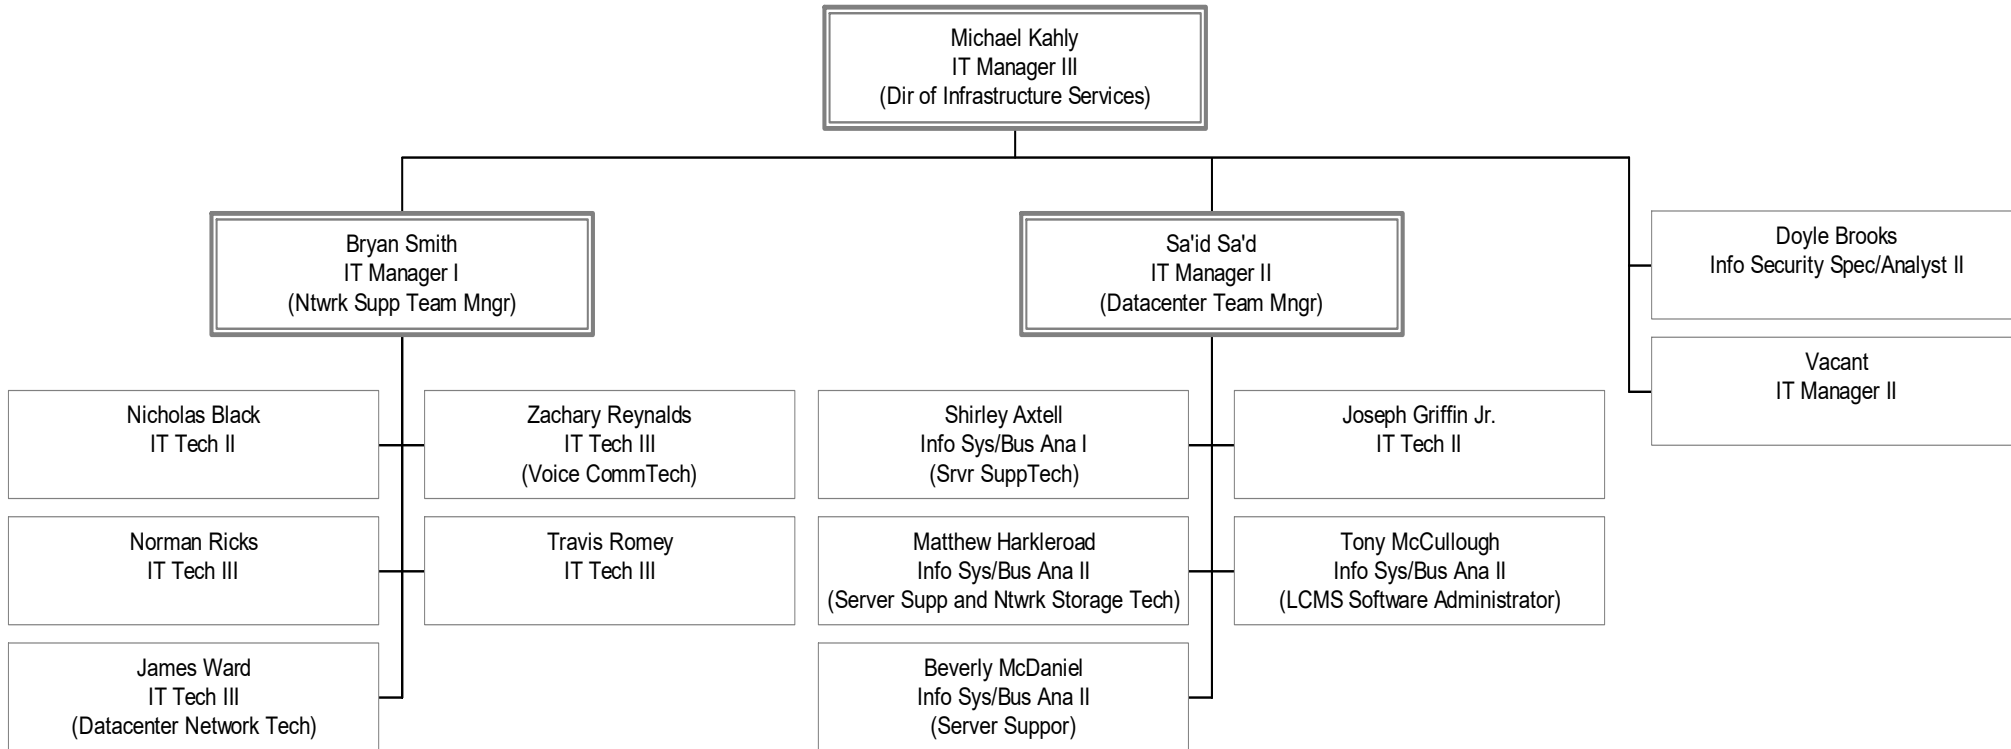 Michael Kahly
IT Manager III
(Dir of Infrastructure Services)
Bryan Smith
IT Manager I
(Ntwrk Supp Team Mngr)
Sa'id Sa'd
IT Manager II
(Datacenter Team Mngr)
Doyle Brooks
Info Security Spec/Analyst II
Vacant
IT Manager II
Nicholas Black
IT Tech II
Zachary Reynalds
IT Tech III
(Voice CommTech)
Shirley Axtell
Info Sys/Bus Ana I
(Srvr SuppTech)
Joseph Griffin Jr.
IT Tech II
Norman Ricks
IT Tech III
Travis Romey
IT Tech III
Matthew Harkleroad
Info Sys/Bus Ana II
(Server Supp and Ntwrk Storage Tech)
Tony McCullough
Info Sys/Bus Ana II
(LCMS Software Administrator)
James Ward
IT Tech III
(Datacenter Network Tech)
Beverly McDaniel
Info Sys/Bus Ana II
(Server Suppor)